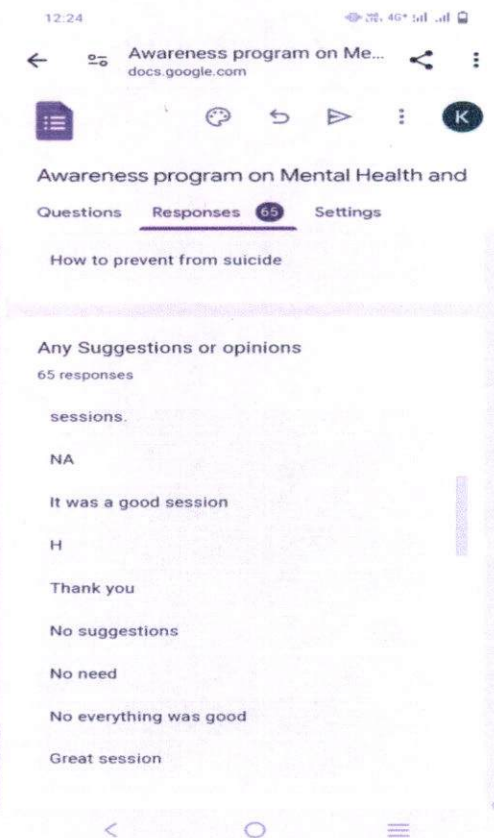 12:24
4G+
Awareness program on Me...
docs.google.com
K
Awareness program on Mental Health and
Questions Responses 65 Settings
How to prevent from suicide
Any Suggestions or opinions
65 responses
sessions.
NA
It was a good session
H
Thank you
No suggestions
No need
No everything was good
Great session